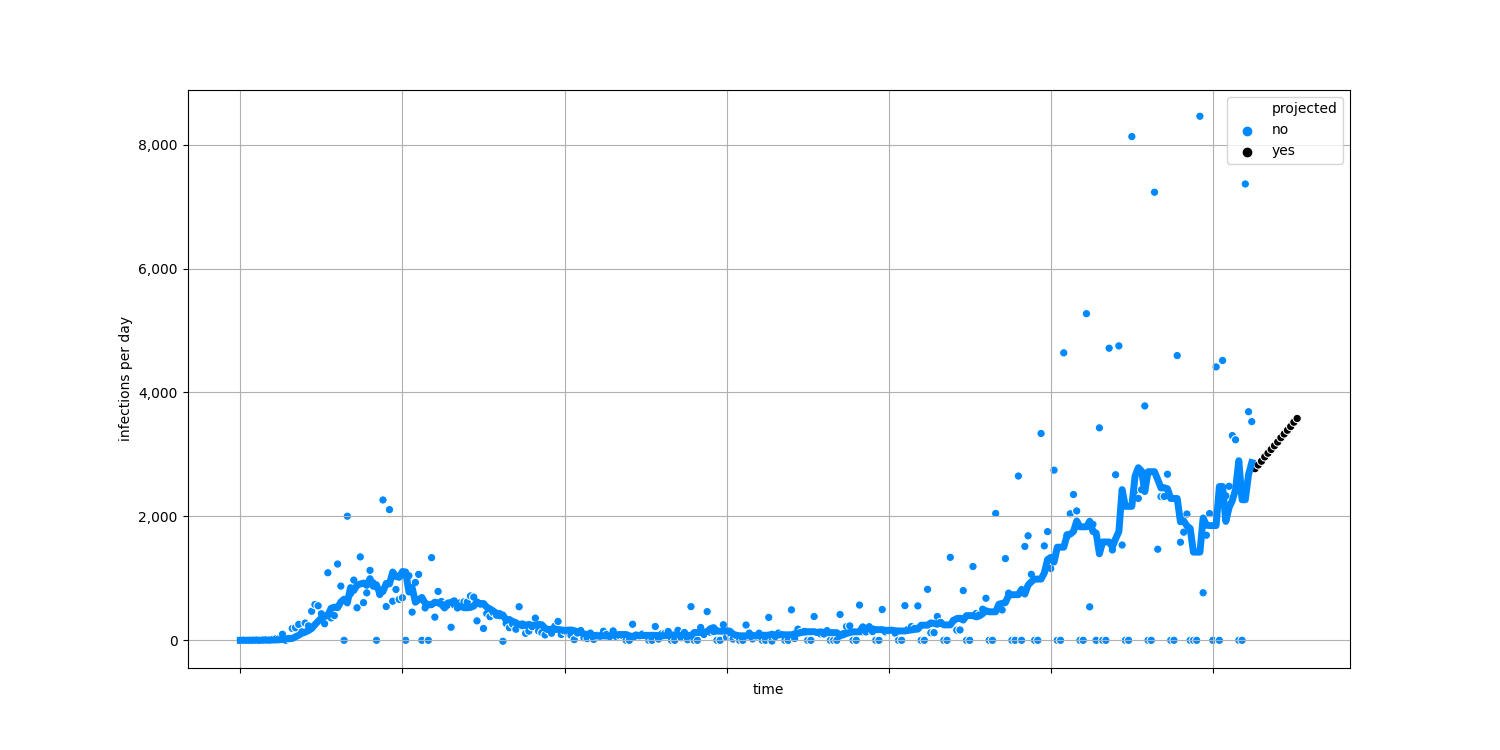 projected
no
yes
8,000
6,000
4,000
2,000
0
infections per day
time